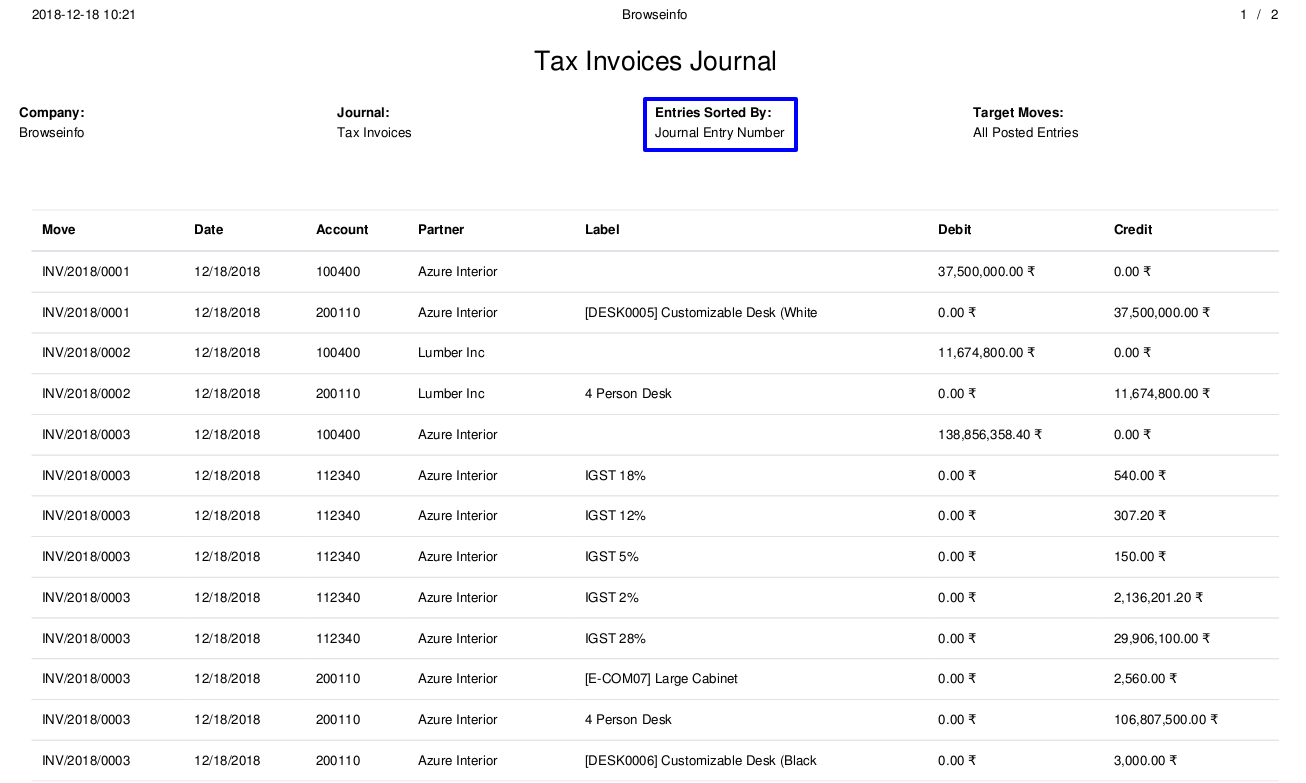 2018-12-18 10:21 Browseinfo 1 / 2
Tax Invoices Journal
Company: Journal: Entries Sorted By: Target Moves:
Browseinfo Tax Invoices Journal Entry Number All Posted Entries
Move Date Account Partner Label Debit Credit
INV/2018/0001 12/18/2018 100400 Azure Interior 37,500,000.00 ₹ 0.00 ₹
INV/2018/0001 12/18/2018 200110 Azure Interior [DESK0005] Customizable Desk (White 0.00 ₹ 37,500,000.00 ₹
INV/2018/0002 12/18/2018 100400 Lumber Inc 11,674,800.00 ₹ 0.00 ₹
INV/2018/0002 12/18/2018 200110 Lumber Inc 4 Person Desk 0.00 ₹ 11,674,800.00 ₹
INV/2018/0003 12/18/2018 100400 Azure Interior 138,856,358.40 ₹ 0.00 ₹
INV/2018/0003 12/18/2018 112340 Azure Interior IGST 18% 0.00 ₹ 540.00 ₹
INV/2018/0003 12/18/2018 112340 Azure Interior IGST 12% 0.00 ₹ 307.20 ₹
INV/2018/0003 12/18/2018 112340 Azure Interior IGST 5% 0.00 ₹ 150.00 ₹
INV/2018/0003 12/18/2018 112340 Azure Interior IGST 2% 0.00 ₹ 2,136,201.20 ₹
INV/2018/0003 12/18/2018 112340 Azure Interior IGST 28% 0.00 ₹ 29,906,100.00 ₹
INV/2018/0003 12/18/2018 200110 Azure Interior [E-COM07] Large Cabinet 0.00 ₹ 2,560.00 ₹
INV/2018/0003 12/18/2018 200110 Azure Interior 4 Person Desk 0.00 ₹ 106,807,500.00 ₹
INV/2018/0003 12/18/2018 200110 Azure Interior [DESK0006] Customizable Desk (Black 0.00 ₹ 3,000.00 ₹